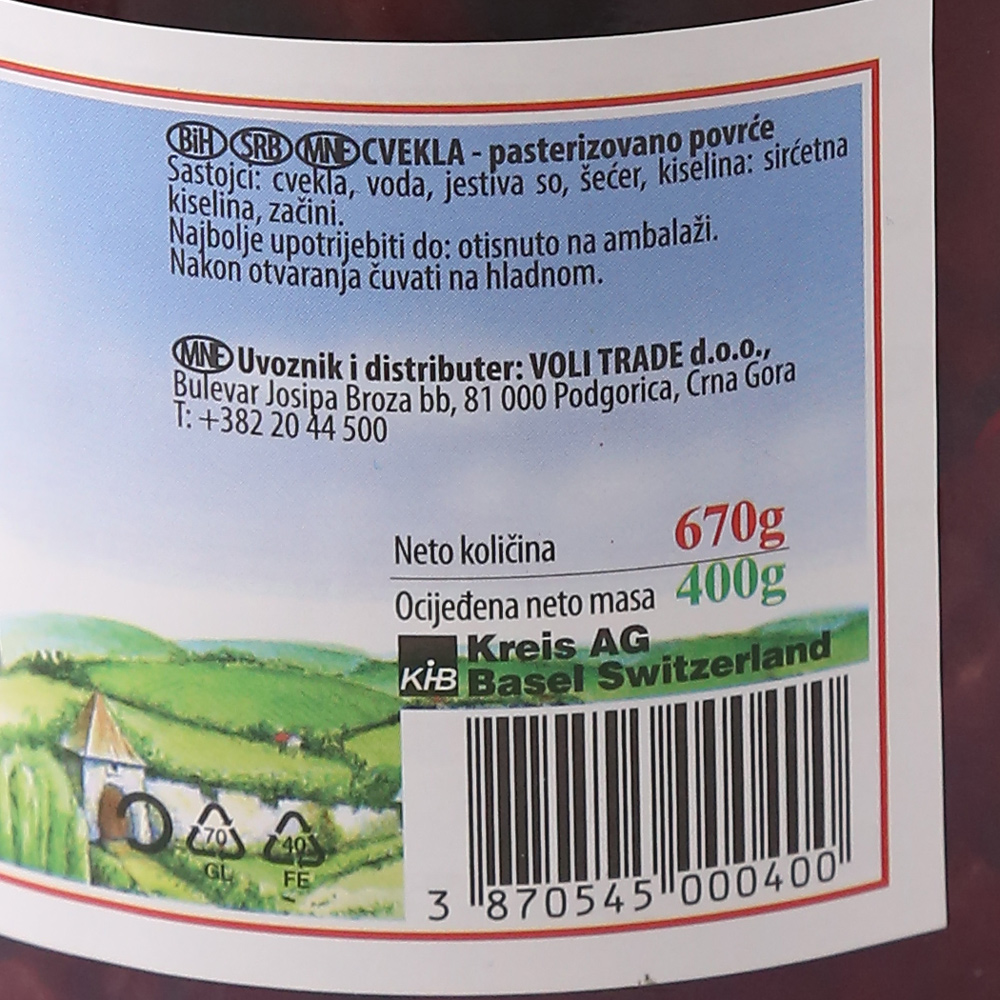 BiH SRB MNE CVEKLA - pasterizovano povrće
Sastojci: cvekla, voda, jestiva so, šećer, kiselina: sirćetna
kiselina, začini.
Najbolje upotrijebiti do: otisnuto na ambalaži.
Nakon otvaranja čuvati na hladnom.
MNE Uvoznik i distributer: VOLI TRADE d.o.o.,
Bulevar Josipa Broza bb, 81 000 Podgorica, Crna Gora
T: +382 20 44 500
Neto količina 670g
Ocijeđena neto masa 400g
KiB Kreis AG
Basel Switzerland
70 40
GL FE
3 870545 000400